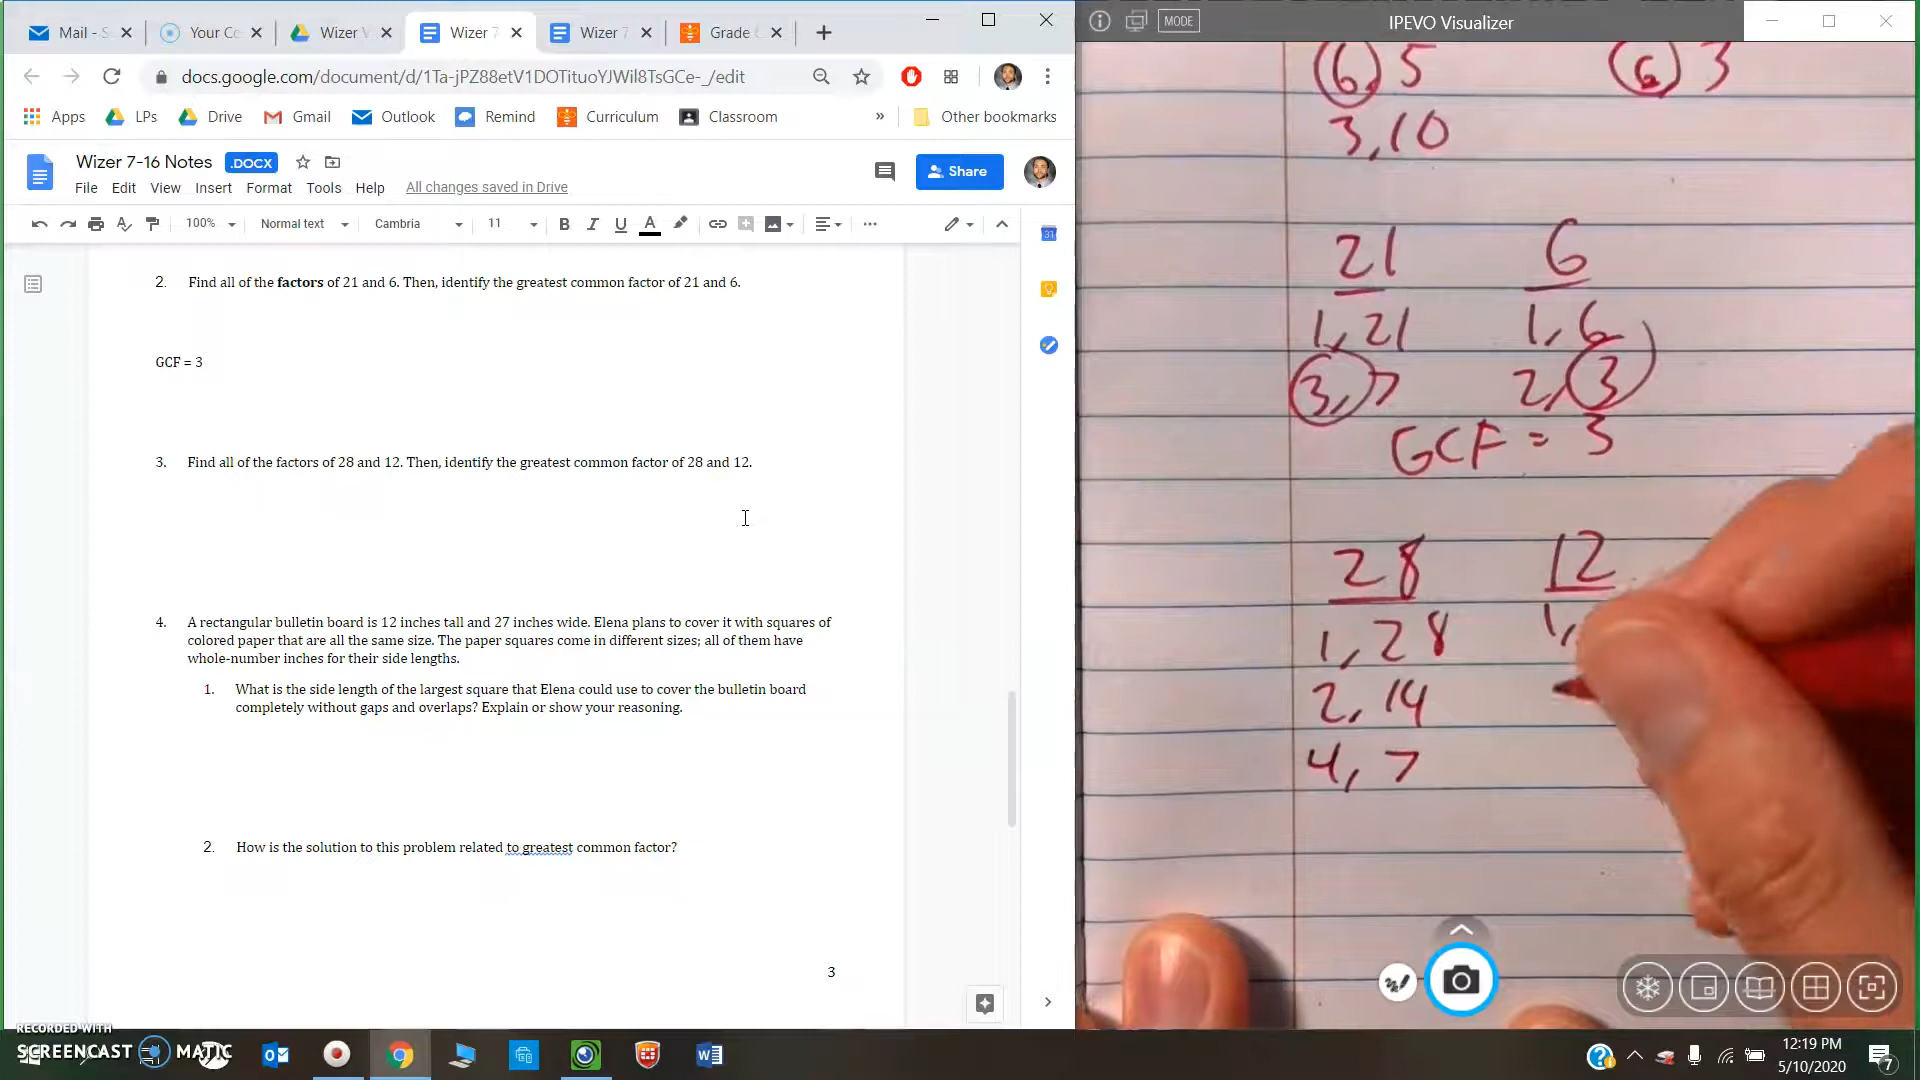 Mail - S
Your Co
Wizer V
Wizer 7
Wizer 7
Grade
docs.google.com/document/d/1Ta-jPZ88etV1DOTituoYJWil8TsGCe-_/edit
Apps
LPs
Drive
Gmail
Outlook
Remind
Curriculum
Classroom
»
Other bookmarks
Wizer 7-16 Notes
.DOCX
File Edit View Insert Format Tools Help
All changes saved in Drive
Share
100%
Normal text
Cambria
11
B I U A
31
2. Find all of the factors of 21 and 6. Then, identify the greatest common factor of 21 and 6.
GCF = 3
3. Find all of the factors of 28 and 12. Then, identify the greatest common factor of 28 and 12.
4. A rectangular bulletin board is 12 inches tall and 27 inches wide. Elena plans to cover it with squares of
colored paper that are all the same size. The paper squares come in different sizes; all of them have
whole-number inches for their side lengths.
1. What is the side length of the largest square that Elena could use to cover the bulletin board
completely without gaps and overlaps? Explain or show your reasoning.
2. How is the solution to this problem related to greatest common factor?
3
MODE
IPEVO Visualizer
6, 5
6 3
3, 10
21 6
1, 21 1, 6
3, 7 2, 3
GCF = 3
28 12
1, 28 1,
2, 14
4, 7
RECORDED WITH
SCREENCAST MATIC
12:19 PM
5/10/2020
7